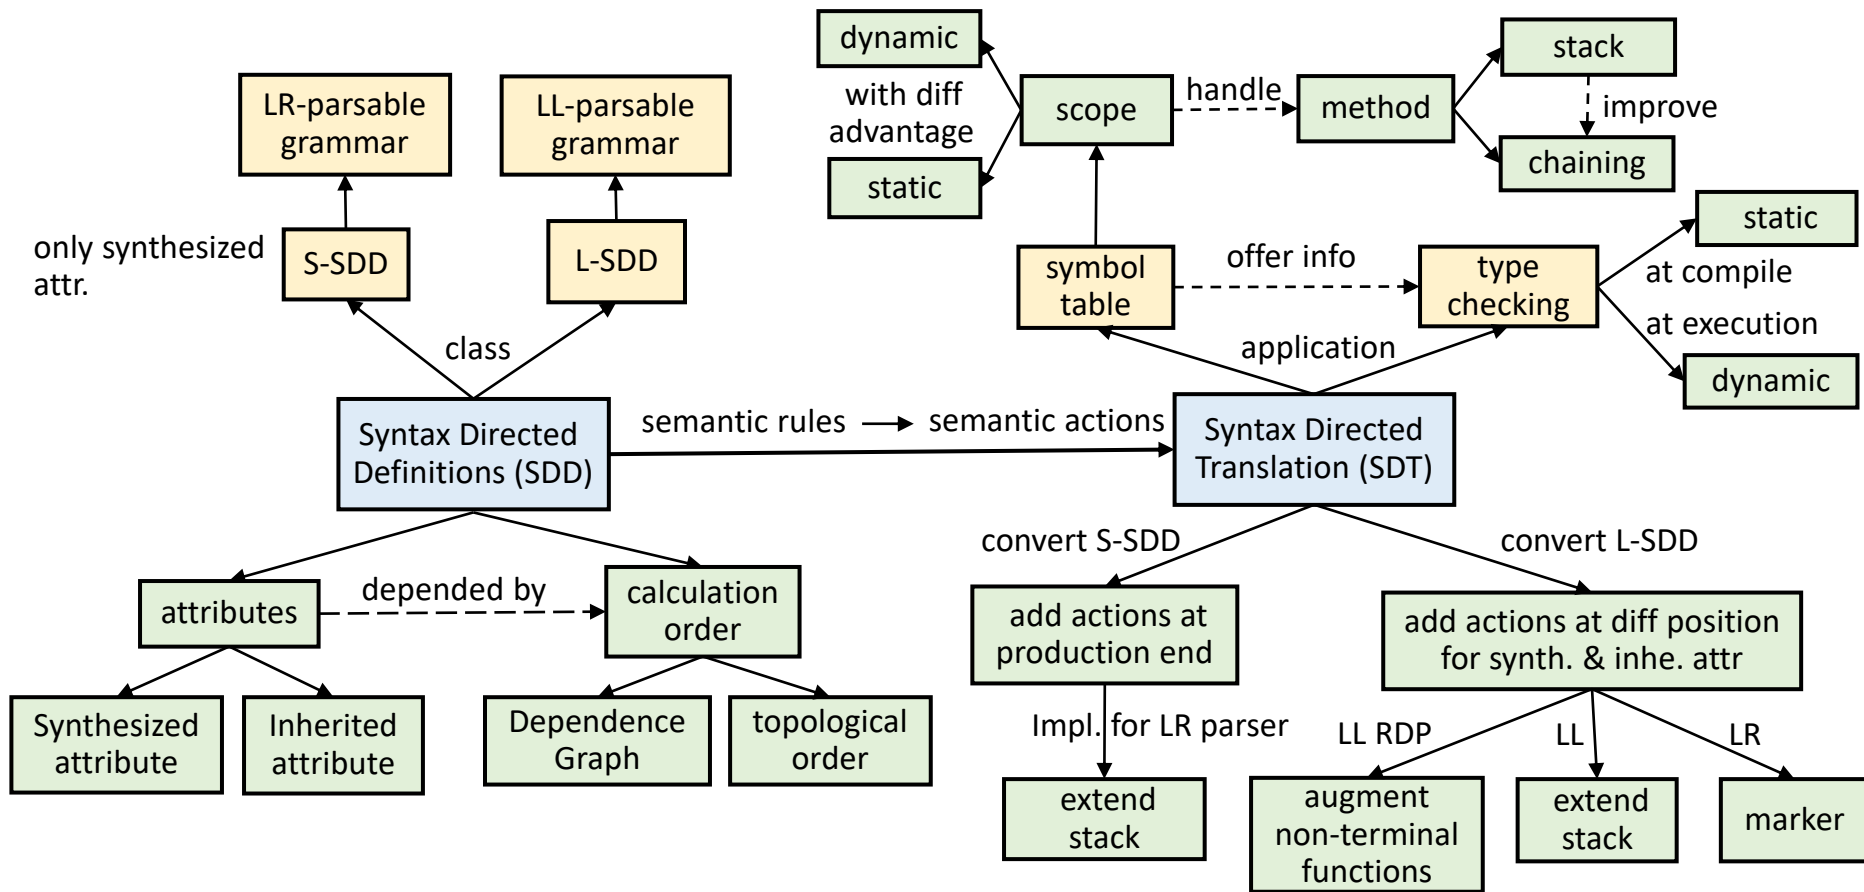 dynamic
stack
LR-parsable
grammar
LL-parsable
grammar
with diff
advantage
scope
handle
method
improve
static
chaining
static
only synthesized
attr.
S-SDD
L-SDD
symbol
table
offer info
type
checking
at compile
at execution
class
application
dynamic
Syntax Directed
Definitions (SDD)
semantic rules
semantic actions
Syntax Directed
Translation (SDT)
convert S-SDD
convert L-SDD
attributes
depended by
calculation
order
add actions at
production end
add actions at diff position
for synth. & inhe. attr
Synthesized
attribute
Inherited
attribute
Dependence
Graph
topological
order
Impl. for LR parser
LL RDP
LL
LR
extend
stack
augment
non-terminal
functions
extend
stack
marker